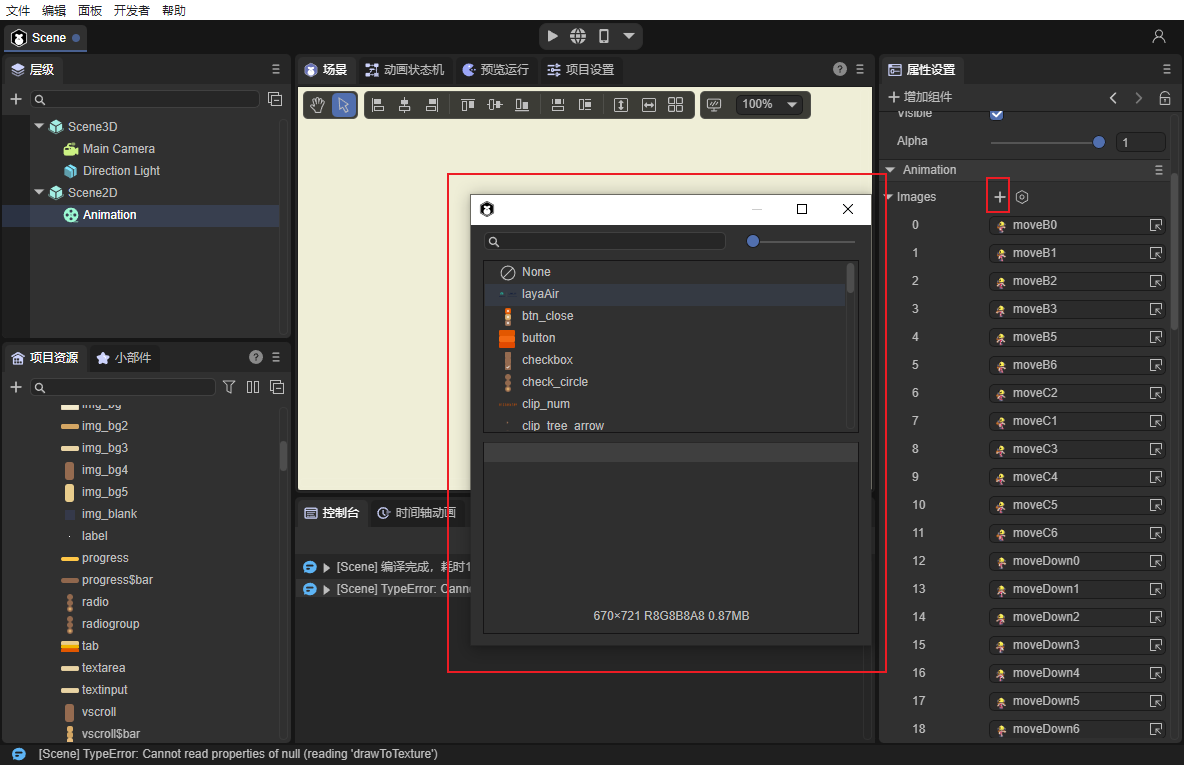 文件 编辑 面板 开发者 帮助
Scene
层级
Scene3D
Main Camera
Direction Light
Scene2D
Animation
项目资源 小部件
img_bg
img_bg2
img_bg3
img_bg4
img_bg5
img_blank
label
progress
progress$bar
radio
radiogroup
tab
textarea
textinput
vscroll
vscroll$bar
场景 动画状态机 预览运行 项目设置
100%
None
layaAir
btn_close
button
checkbox
check_circle
clip_num
clip_tree_arrow
670×721 R8G8B8A8 0.87MB
控制台 时间轴动画
[Scene] 编译完成，耗时1
[Scene] TypeError: Cann
属性设置
增加组件
Visible
Alpha 1
Animation
Images
0 moveB0
1 moveB1
2 moveB2
3 moveB3
4 moveB5
5 moveB6
6 moveC2
7 moveC1
8 moveC3
9 moveC4
10 moveC5
11 moveC6
12 moveDown0
13 moveDown1
14 moveDown2
15 moveDown3
16 moveDown4
17 moveDown5
18 moveDown6
[Scene] TypeError: Cannot read properties of null (reading 'drawToTexture')